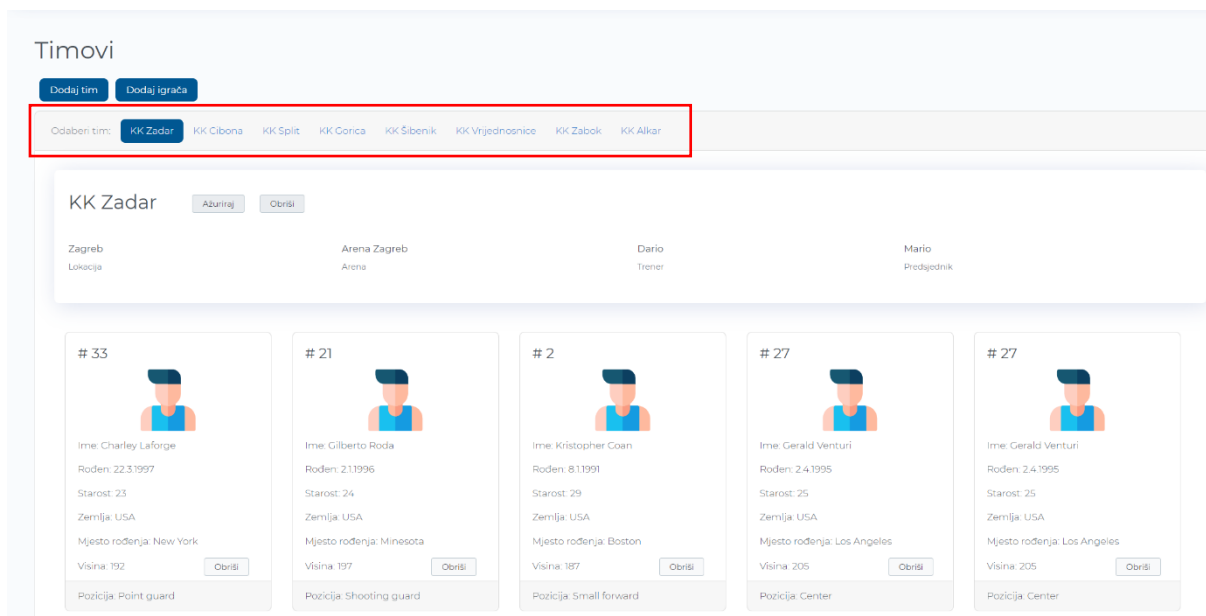 Timovi
Dodaj tim Dodaj igrača
Odaberi tim: KK Zadar KK Cibona KK Split KK Gorica KK Šibenik KK Vrijednosnice KK Zabok KK Alkar
KK Zadar Ažuriraj Obriši
Zagreb Arena Zagreb Dario Mario
Lokacija Arena Trener Predsjednik
# 33 # 21 # 2 # 27 # 27
Ime: Charley Laforge Ime: Gilberto Roda Ime: Kristopher Coan Ime: Gerald Venturi Ime: Gerald Venturi
Rođen: 22.3.1997 Rođen: 2.1.1996 Rođen: 8.1.1991 Rođen: 2.4.1995 Rođen: 2.4.1995
Starost: 23 Starost: 24 Starost: 29 Starost: 25 Starost: 25
Zemlja: USA Zemlja: USA Zemlja: USA Zemlja: USA Zemlja: USA
Mjesto rođenja: New York Mjesto rođenja: Minesota Mjesto rođenja: Boston Mjesto rođenja: Los Angeles Mjesto rođenja: Los Angeles
Visina: 192 Obriši Visina: 197 Obriši Visina: 187 Obriši Visina: 205 Obriši Visina: 205 Obriši
Pozicija: Point guard Pozicija: Shooting guard Pozicija: Small forward Pozicija: Center Pozicija: Center